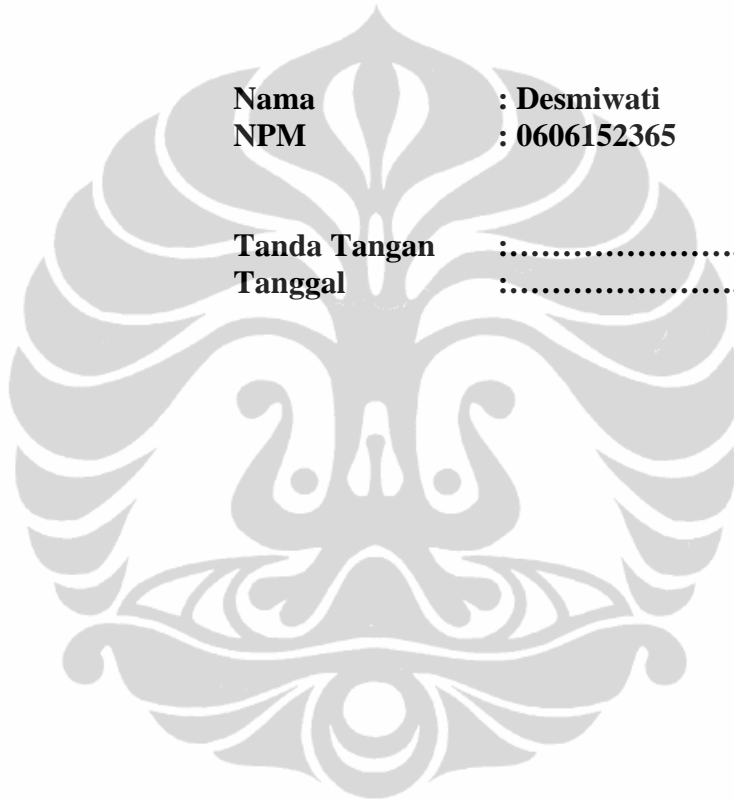 Nama : Desmiwati
NPM : 0606152365
Tanda Tangan :……………………
Tanggal :……………………